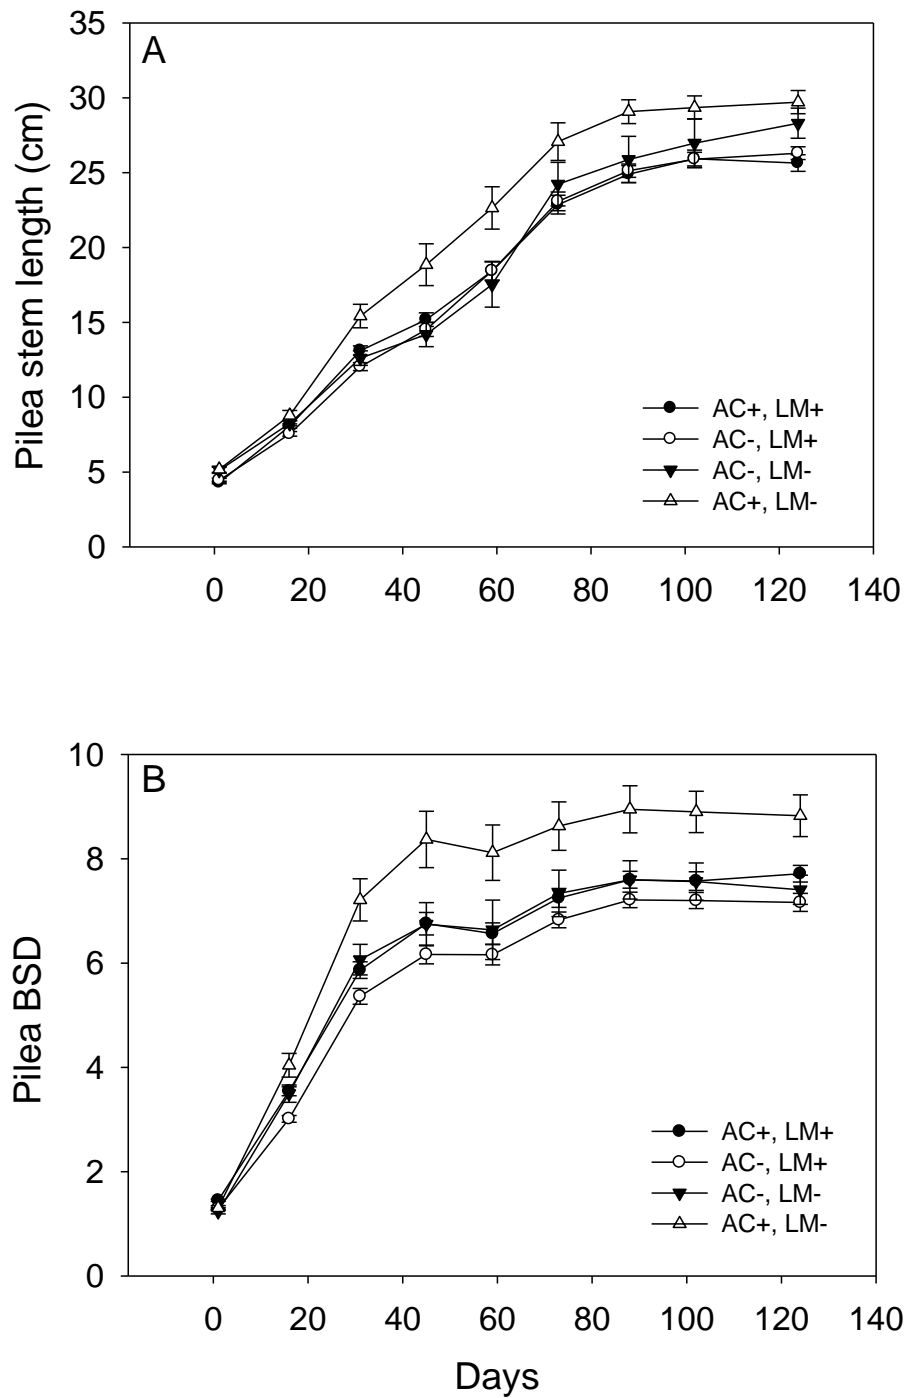 A
35
30
25
20
15
10
5
0
Pilea stem length (cm)
AC+, LM+
AC-, LM+
AC-, LM-
AC+, LM-
0 20 40 60 80 100 120 140
B
10
8
6
4
2
0
Pilea BSD
AC+, LM+
AC-, LM+
AC-, LM-
AC+, LM-
0 20 40 60 80 100 120 140
Days